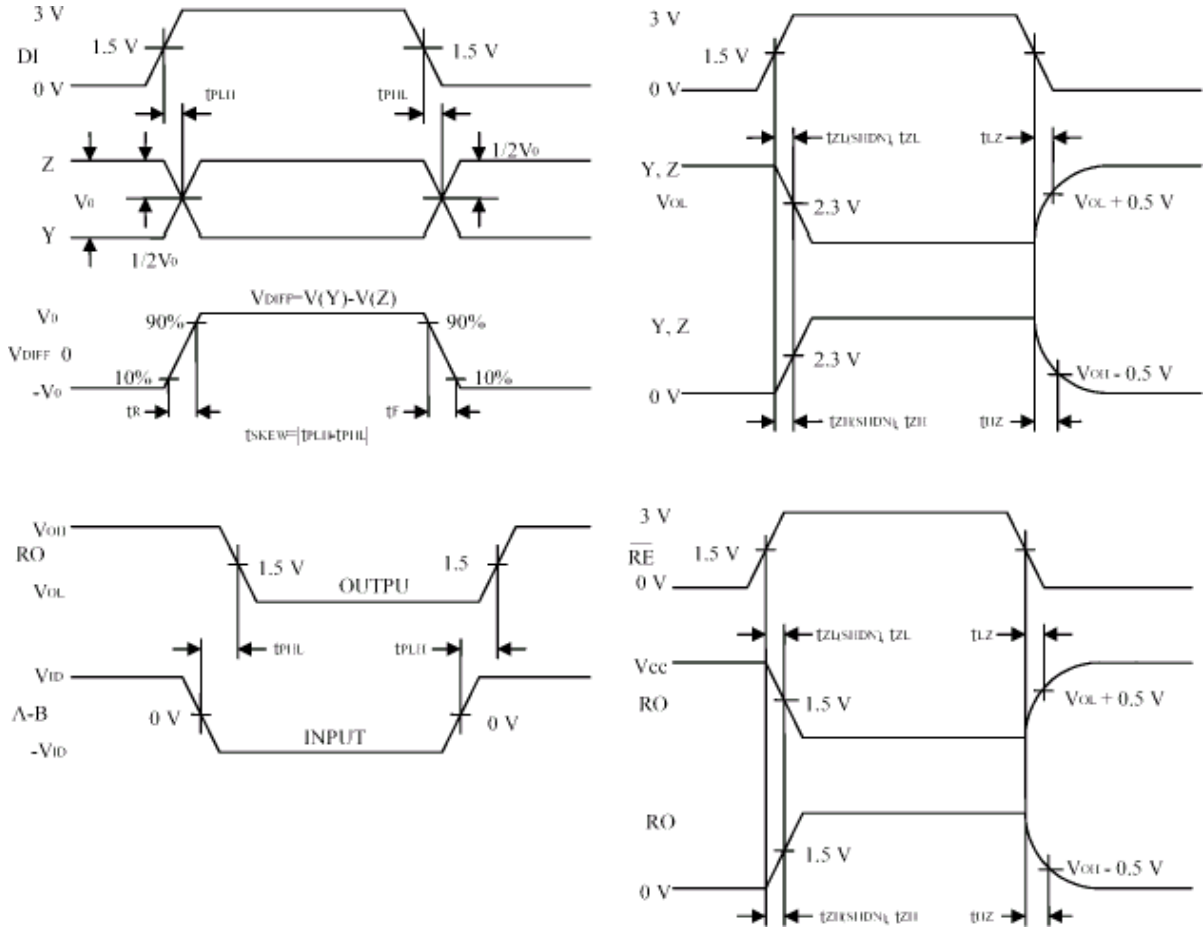 3 V
DI
1.5 V
1.5 V
0 V
tPLH
tPHL
Z
1/2V0
V0
Y
1/2V0
VDIFF=V(Y)-V(Z)
V0
90%
90%
VDIFF 0
10%
10%
-V0
tR
tF
tSKEW=|tPLH-tPHL|
3 V
1.5 V
0 V
tZL(SHDN), tZL
tLZ
Y, Z
VOL
2.3 V
VOL + 0.5 V
Y, Z
2.3 V
VOH - 0.5 V
0 V
tZH(SHDN), tZH
tHZ
VOH
RO
1.5 V
1.5
VOL
OUTPU
tPHL
tPLH
VID
A-B
0 V
0 V
INPUT
-VID
3 V
RE
1.5 V
0 V
tZL(SHDN), tZL
tLZ
Vcc
RO
1.5 V
VOL + 0.5 V
RO
1.5 V
VOH - 0.5 V
0 V
tZH(SHDN), tZH
tHZ